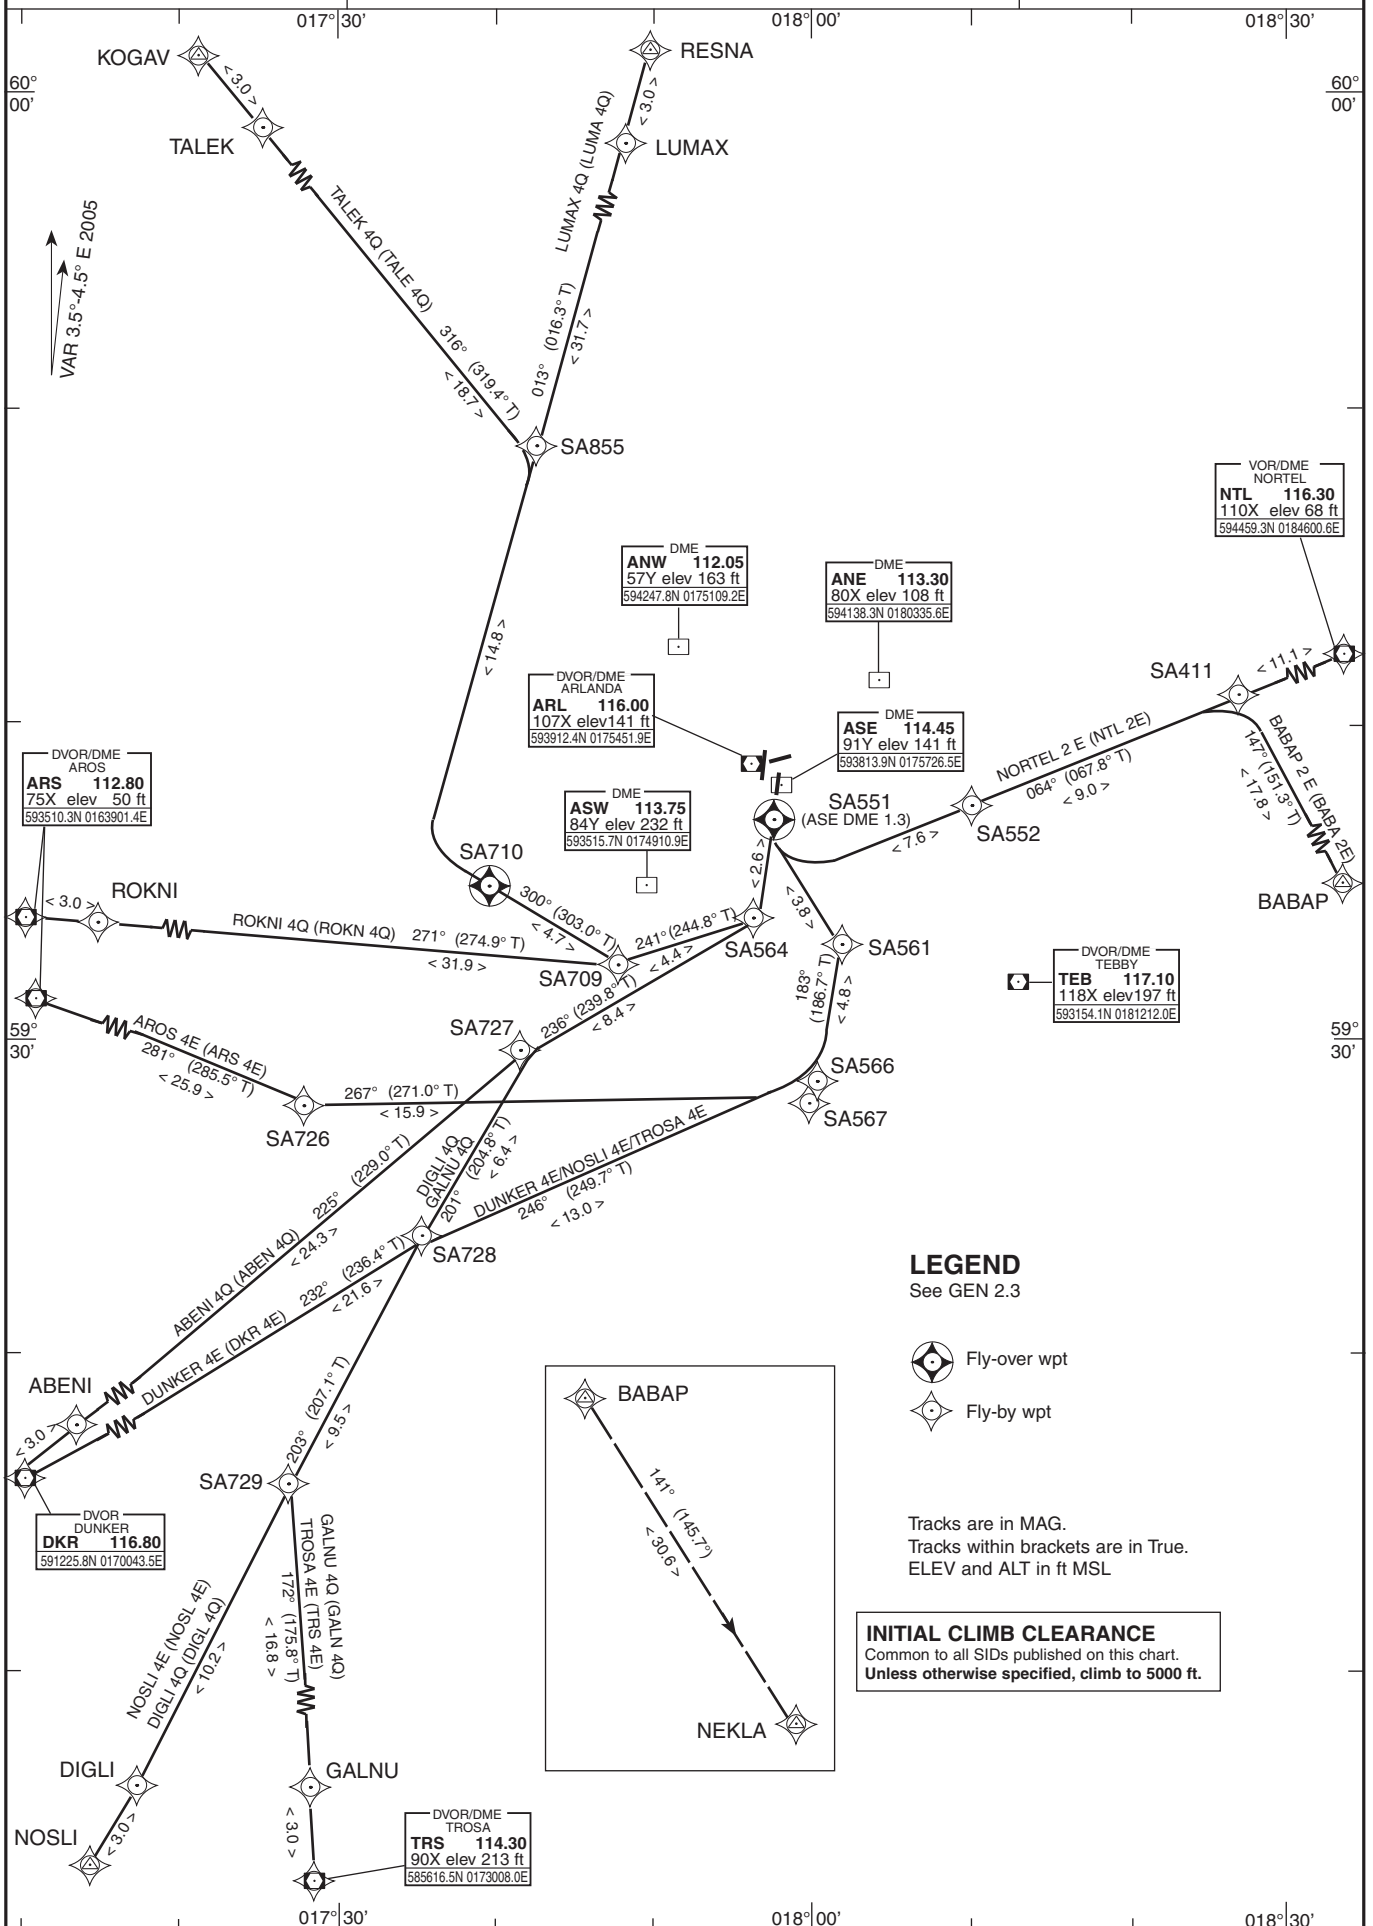 017° 30'
018° 00'
018° 30'
KOGAV
RESNA
60°
00'
60°
00'
< 3.0 >
< 3.0 >
TALEK
LUMAX
LUMAX 4Q (LUMA 4Q)
TALEK 4Q (TALE 4Q)
VAR 3.5°-4.5° E 2005
316° (319.4° T)
< 18.7 >
013° (016.3° T)
< 31.7 >
SA855
VOR/DME
NORTEL
NTL 116.30
110X elev 68 ft
594459.3N 0184600.6E
DME
ANW 112.05
57Y elev 163 ft
594247.8N 0175109.2E
DME
ANE 113.30
80X elev 108 ft
594138.3N 0180335.6E
< 14.8 >
SA411
< 11.1 >
DVOR/DME
ARLANDA
ARL 116.00
107X elev141 ft
593912.4N 0175451.9E
DME
ASE 114.45
91Y elev 141 ft
593813.9N 0175726.5E
NORTEL 2 E (NTL 2E)
064° (067.8° T)
< 9.0 >
BABAP 2 E (BABA 2E)
147° (151.3° T)
< 17.8 >
DVOR/DME
AROS
ARS 112.80
75X elev 50 ft
593510.3N 0163901.4E
DME
ASW 113.75
84Y elev 232 ft
593515.7N 0174910.9E
SA551
(ASE DME 1.3)
SA552
< 7.6 >
SA710
< 2.6 >
< 3.8 >
BABAP
ROKNI
< 3.0 >
300° (303.0° T)
< 4.7 >
ROKNI 4Q (ROKN 4Q) 271° (274.9° T)
< 31.9 >
241° (244.8° T)
< 4.4 >
SA564
SA561
SA709
183°
(186.7° T)
< 4.8 >
DVOR/DME
TEBBY
TEB 117.10
118X elev197 ft
593154.1N 0181212.0E
236° (239.8° T)
< 8.4 >
SA727
59°
30'
59°
30'
AROS 4E (ARS 4E)
281° (285.5° T)
< 25.9 >
SA566
267° (271.0° T)
< 15.9 >
SA567
SA726
DIGLI 4Q
GALNU 4Q
201° (204.8° T)
< 6.4 >
DUNKER 4E/NOSLI 4E/TROSA 4E
246° (249.7° T)
< 13.0 >
ABENI 4Q (ABEN 4Q) 225° (229.0° T)
< 24.3 >
SA728
DUNKER 4E (DKR 4E) 232° (236.4° T)
< 21.6 >
LEGEND
See GEN 2.3
Fly-over wpt
Fly-by wpt
ABENI
< 3.0 >
203° (207.1° T)
< 9.5 >
BABAP
141° (145.7°)
< 30.6 >
NEKLA
SA729
DVOR
DUNKER
DKR 116.80
591225.8N 0170043.5E
GALNU 4Q (GALN 4Q)
TROSA 4E (TRS 4E)
172° (175.8° T)
< 16.8 >
Tracks are in MAG.
Tracks within brackets are in True.
ELEV and ALT in ft MSL
NOSLI 4E (NOSL 4E)
DIGLI 4Q (DIGL 4Q)
< 10.2 >
INITIAL CLIMB CLEARANCE
Common to all SIDs published on this chart.
Unless otherwise specified, climb to 5000 ft.
DIGLI
GALNU
< 3.0 >
< 3.0 >
NOSLI
DVOR/DME
TROSA
TRS 114.30
90X elev 213 ft
585616.5N 0173008.0E
017° 30'
018° 00'
018° 30'